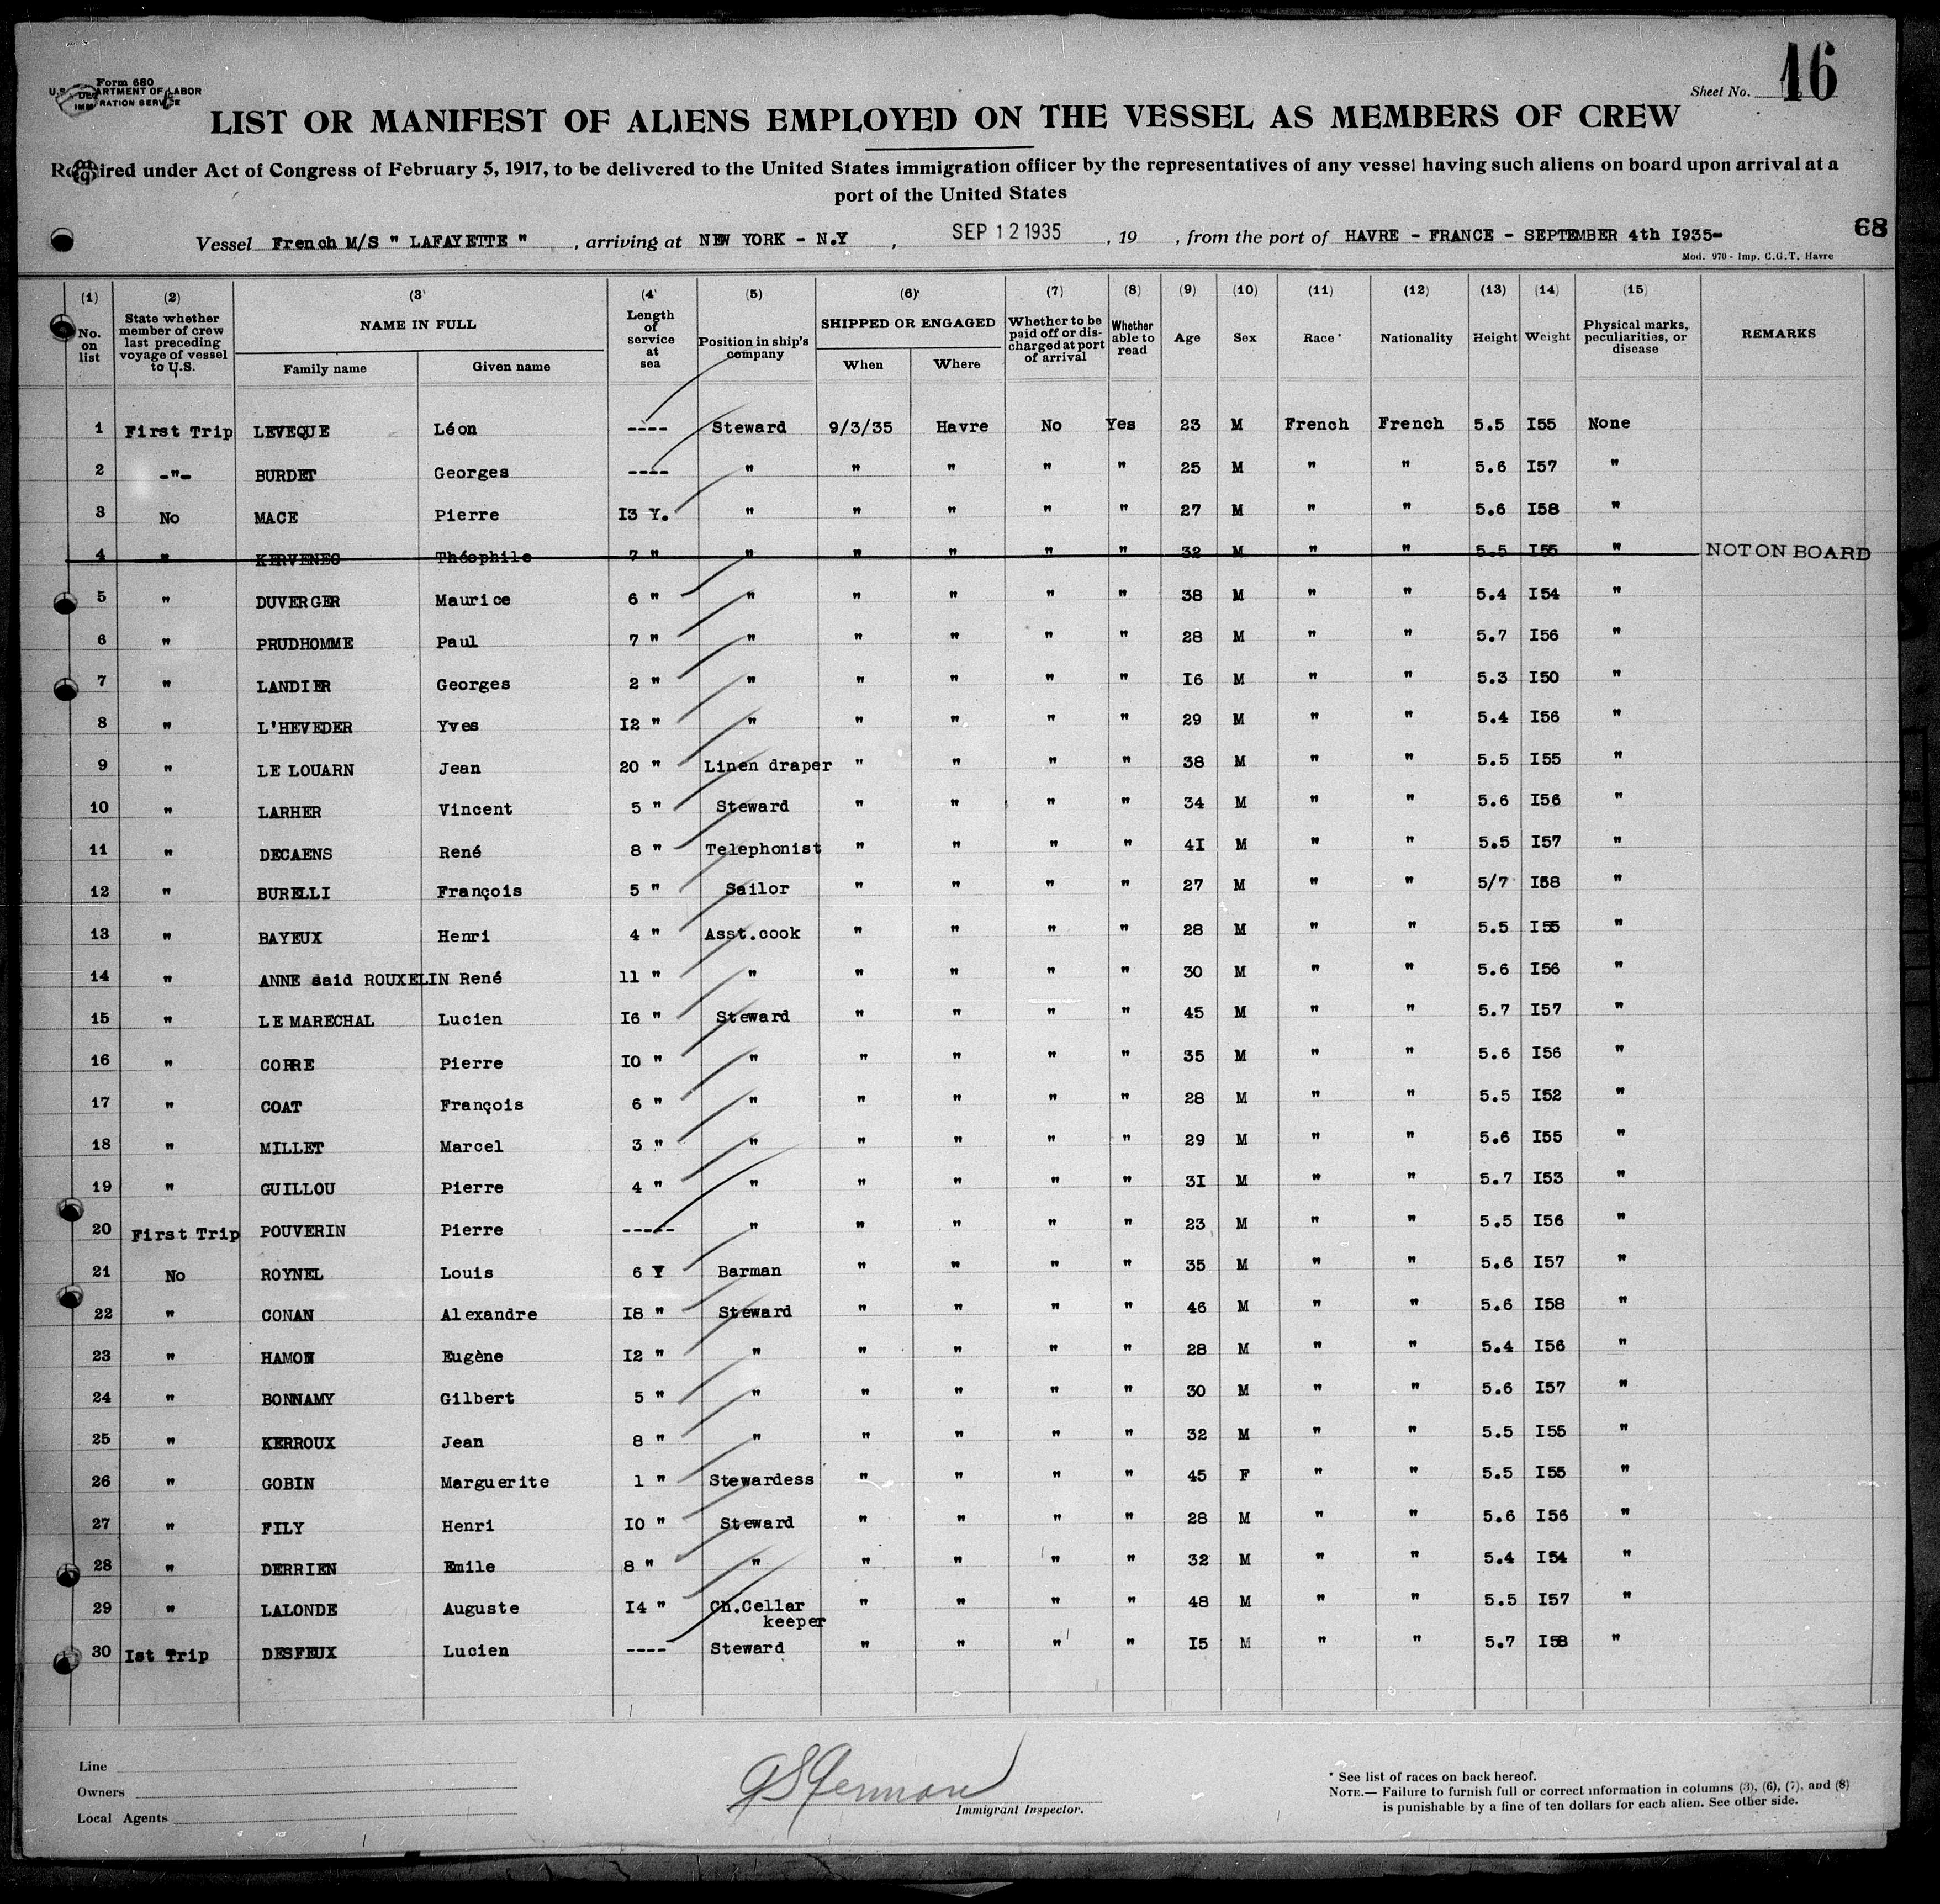 Form 680
U.S. DEPARTMENT OF LABOR
IMMIGRATION SERVICE
Sheet No. 16
LIST OR MANIFEST OF ALIENS EMPLOYED ON THE VESSEL AS MEMBERS OF CREW
Required under Act of Congress of February 5, 1917, to be delivered to the United States immigration officer by the representatives of any vessel having such aliens on board upon arrival at a
port of the United States
68
Vessel French M/S " LAFAYETTE " , arriving at NEW YORK - N.Y , SEP 12 1935 , 19 , from the port of HAVRE - FRANCE - SEPTEMBER 4th I935-
Mod. 970 - Imp. C.G.T. Havre
(1) (2) (3) (4) (5) (6) (7) (8) (9) (10) (11) (12) (13) (14) (15)
No. on list State whether member of crew last preceding voyage of vessel to U.S. NAME IN FULL Family name Given name Length of service at sea Position in ship's company SHIPPED OR ENGAGED When Where Whether to be paid off or discharged at port of arrival Whether able to read Age Sex Race* Nationality Height Weight Physical marks, peculiarities, or disease REMARKS
1 First Trip LEVEQUE Léon ---- Steward 9/3/35 Havre No Yes 23 M French French 5.5 I55 None
2 -"- BURDET Georges ---- " " " " " 25 M " " 5.6 I57 "
3 No MACE Pierre I3 Y. " " " " " 27 M " " 5.6 I58 "
4 " KERVENEC Théophile 7 " " " " " " 32 M " " 5.5 I55 " NOT ON BOARD
5 " DUVERGER Maurice 6 " " " " " " 38 M " " 5.4 I54 "
6 " PRUDHOMME Paul 7 " " " " " " 28 M " " 5.7 I56 "
7 " LANDIER Georges 2 " " " " " " I6 M " " 5.3 I50 "
8 " L'HEVEDER Yves I2 " " " " " " 29 M " " 5.4 I56 "
9 " LE LOUARN Jean 20 " Linen draper " " " " 38 M " " 5.5 I55 "
10 " LARHER Vincent 5 " Steward " " " " 34 M " " 5.6 I56 "
11 " DECAENS René 8 " Telephonist " " " " 4I M " " 5.5 I57 "
12 " BURELLI François 5 " Sailor " " " " 27 M " " 5/7 I58 "
13 " BAYEUX Henri 4 " Asst.cook " " " " 28 M " " 5.5 I55 "
14 " ANNE said ROUXELIN René 11 " " " " " " 30 M " " 5.6 I56 "
15 " LE MARECHAL Lucien I6 " Steward " " " " 45 M " " 5.7 I57 "
16 " CORRE Pierre I0 " " " " " " 35 M " " 5.6 I56 "
17 " COAT François 6 " " " " " " 28 M " " 5.5 I52 "
18 " MILLET Marcel 3 " " " " " " 29 M " " 5.6 I55 "
19 " GUILLOU Pierre 4 " " " " " " 3I M " " 5.7 I53 "
20 First Trip POUVERIN Pierre ----- " " " " " 23 M " " 5.5 I56 "
21 No ROYNEL Louis 6 Y Barman " " " " 35 M " " 5.6 I57 "
22 " CONAN Alexandre I8 " Steward " " " " 46 M " " 5.6 I58 "
23 " HAMON Eugène I2 " " " " " " 28 M " " 5.4 I56 "
24 " BONNAMY Gilbert 5 " " " " " " 30 M " " 5.6 I57 "
25 " KERROUX Jean 8 " " " " " " 32 M " " 5.5 I55 "
26 " GOBIN Marguerite 1 " Stewardess " " " " 45 F " " 5.5 I55 "
27 " FILY Henri I0 " Steward " " " " 28 M " " 5.6 I56 "
28 " DERRIEN Emile 8 " " " " " " 32 M " " 5.4 I54 "
29 " LALONDE Auguste I4 " Ch.Cellar keeper " " " " 48 M " " 5.5 I57 "
30 Ist Trip DESFEUX Lucien ---- Steward " " " " I5 M " " 5.7 I58 "
Line
Owners
Local Agents
Immigrant Inspector.
* See list of races on back hereof.
NOTE.— Failure to furnish full or correct information in columns (3), (6), (7), and (8)
is punishable by a fine of ten dollars for each alien. See other side.